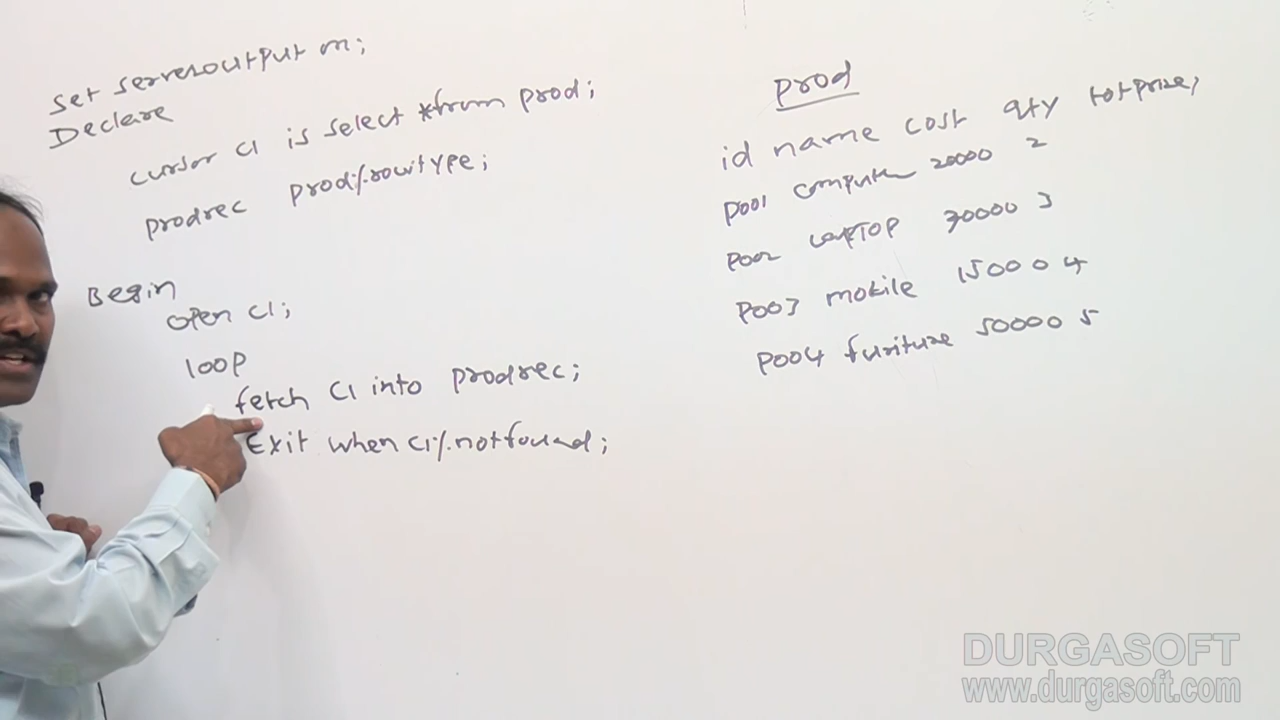 set serveroutput on;
Declare
cursor c1 is select *from prod;
prodrec prod%rowtype;
Begin
open c1;
loop
fetch c1 into prodrec;
Exit when c1%notfound;
prod
id name cost qty totprize,
P001 computer 20000 2
P002 Laptop 30000 3
P003 mobile 15000 4
P004 furiture 50000 5
DURGASOFT
www.durgasoft.com